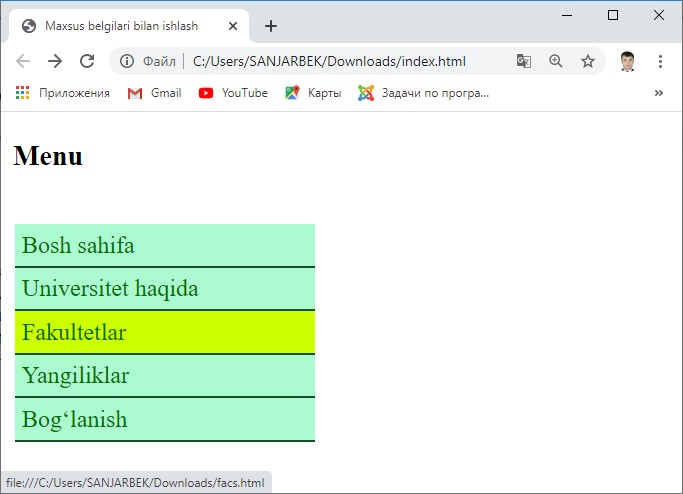 Maxsus belgilari bilan ishlash
Файл | C:/Users/SANJARBEK/Downloads/index.html
Приложения Gmail YouTube Карты Задачи по програ... »
Menu
Bosh sahifa
Universitet haqida
Fakultetlar
Yangiliklar
Bog‘lanish
file:///C:/Users/SANJARBEK/Downloads/facs.html